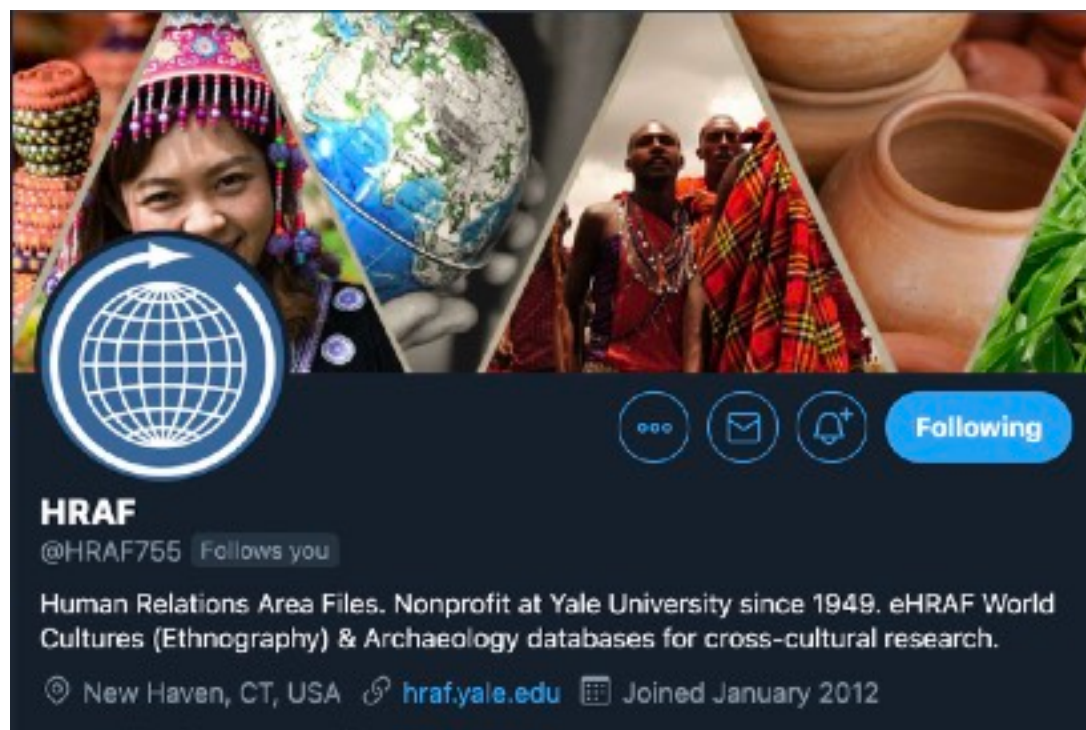 Following
HRAF
@HRAF755 Follows you
Human Relations Area Files. Nonprofit at Yale University since 1949. eHRAF World
Cultures (Ethnography) & Archaeology databases for cross-cultural research.
New Haven, CT, USA hraf.yale.edu Joined January 2012